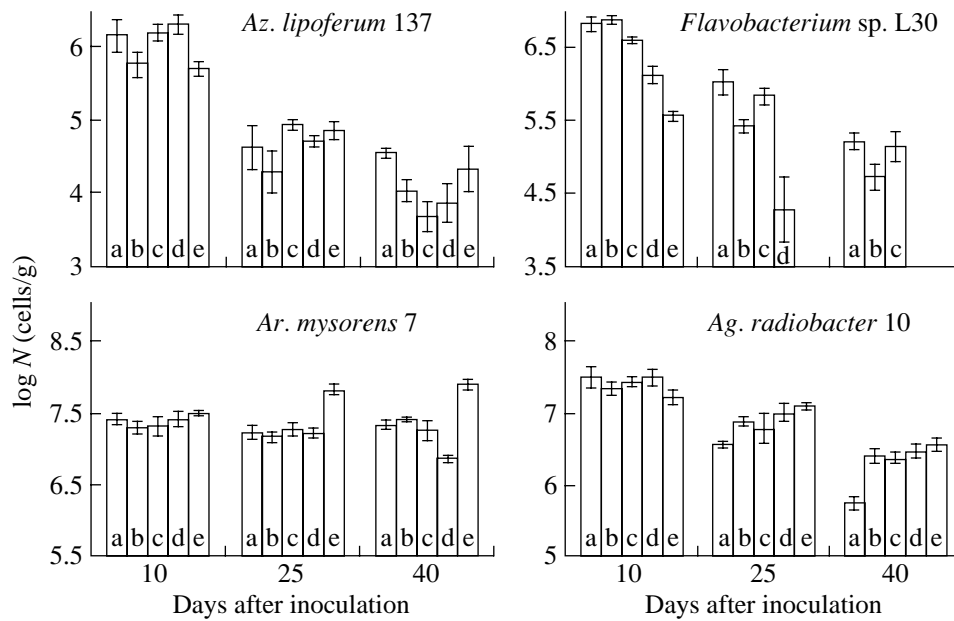 Az. lipoferum 137
6
5
4
3
a b c d e
a b c d e
a b c d e
Flavobacterium sp. L30
6.5
5.5
4.5
3.5
a b c d e
a b c d
a b c
log N (cells/g)
Ar. mysorens 7
8.5
7.5
6.5
5.5
a b c d e
a b c d e
a b c d e
10 25 40
Days after inoculation
Ag. radiobacter 10
8
7
6
5
a b c d e
a b c d e
a b c d e
10 25 40
Days after inoculation